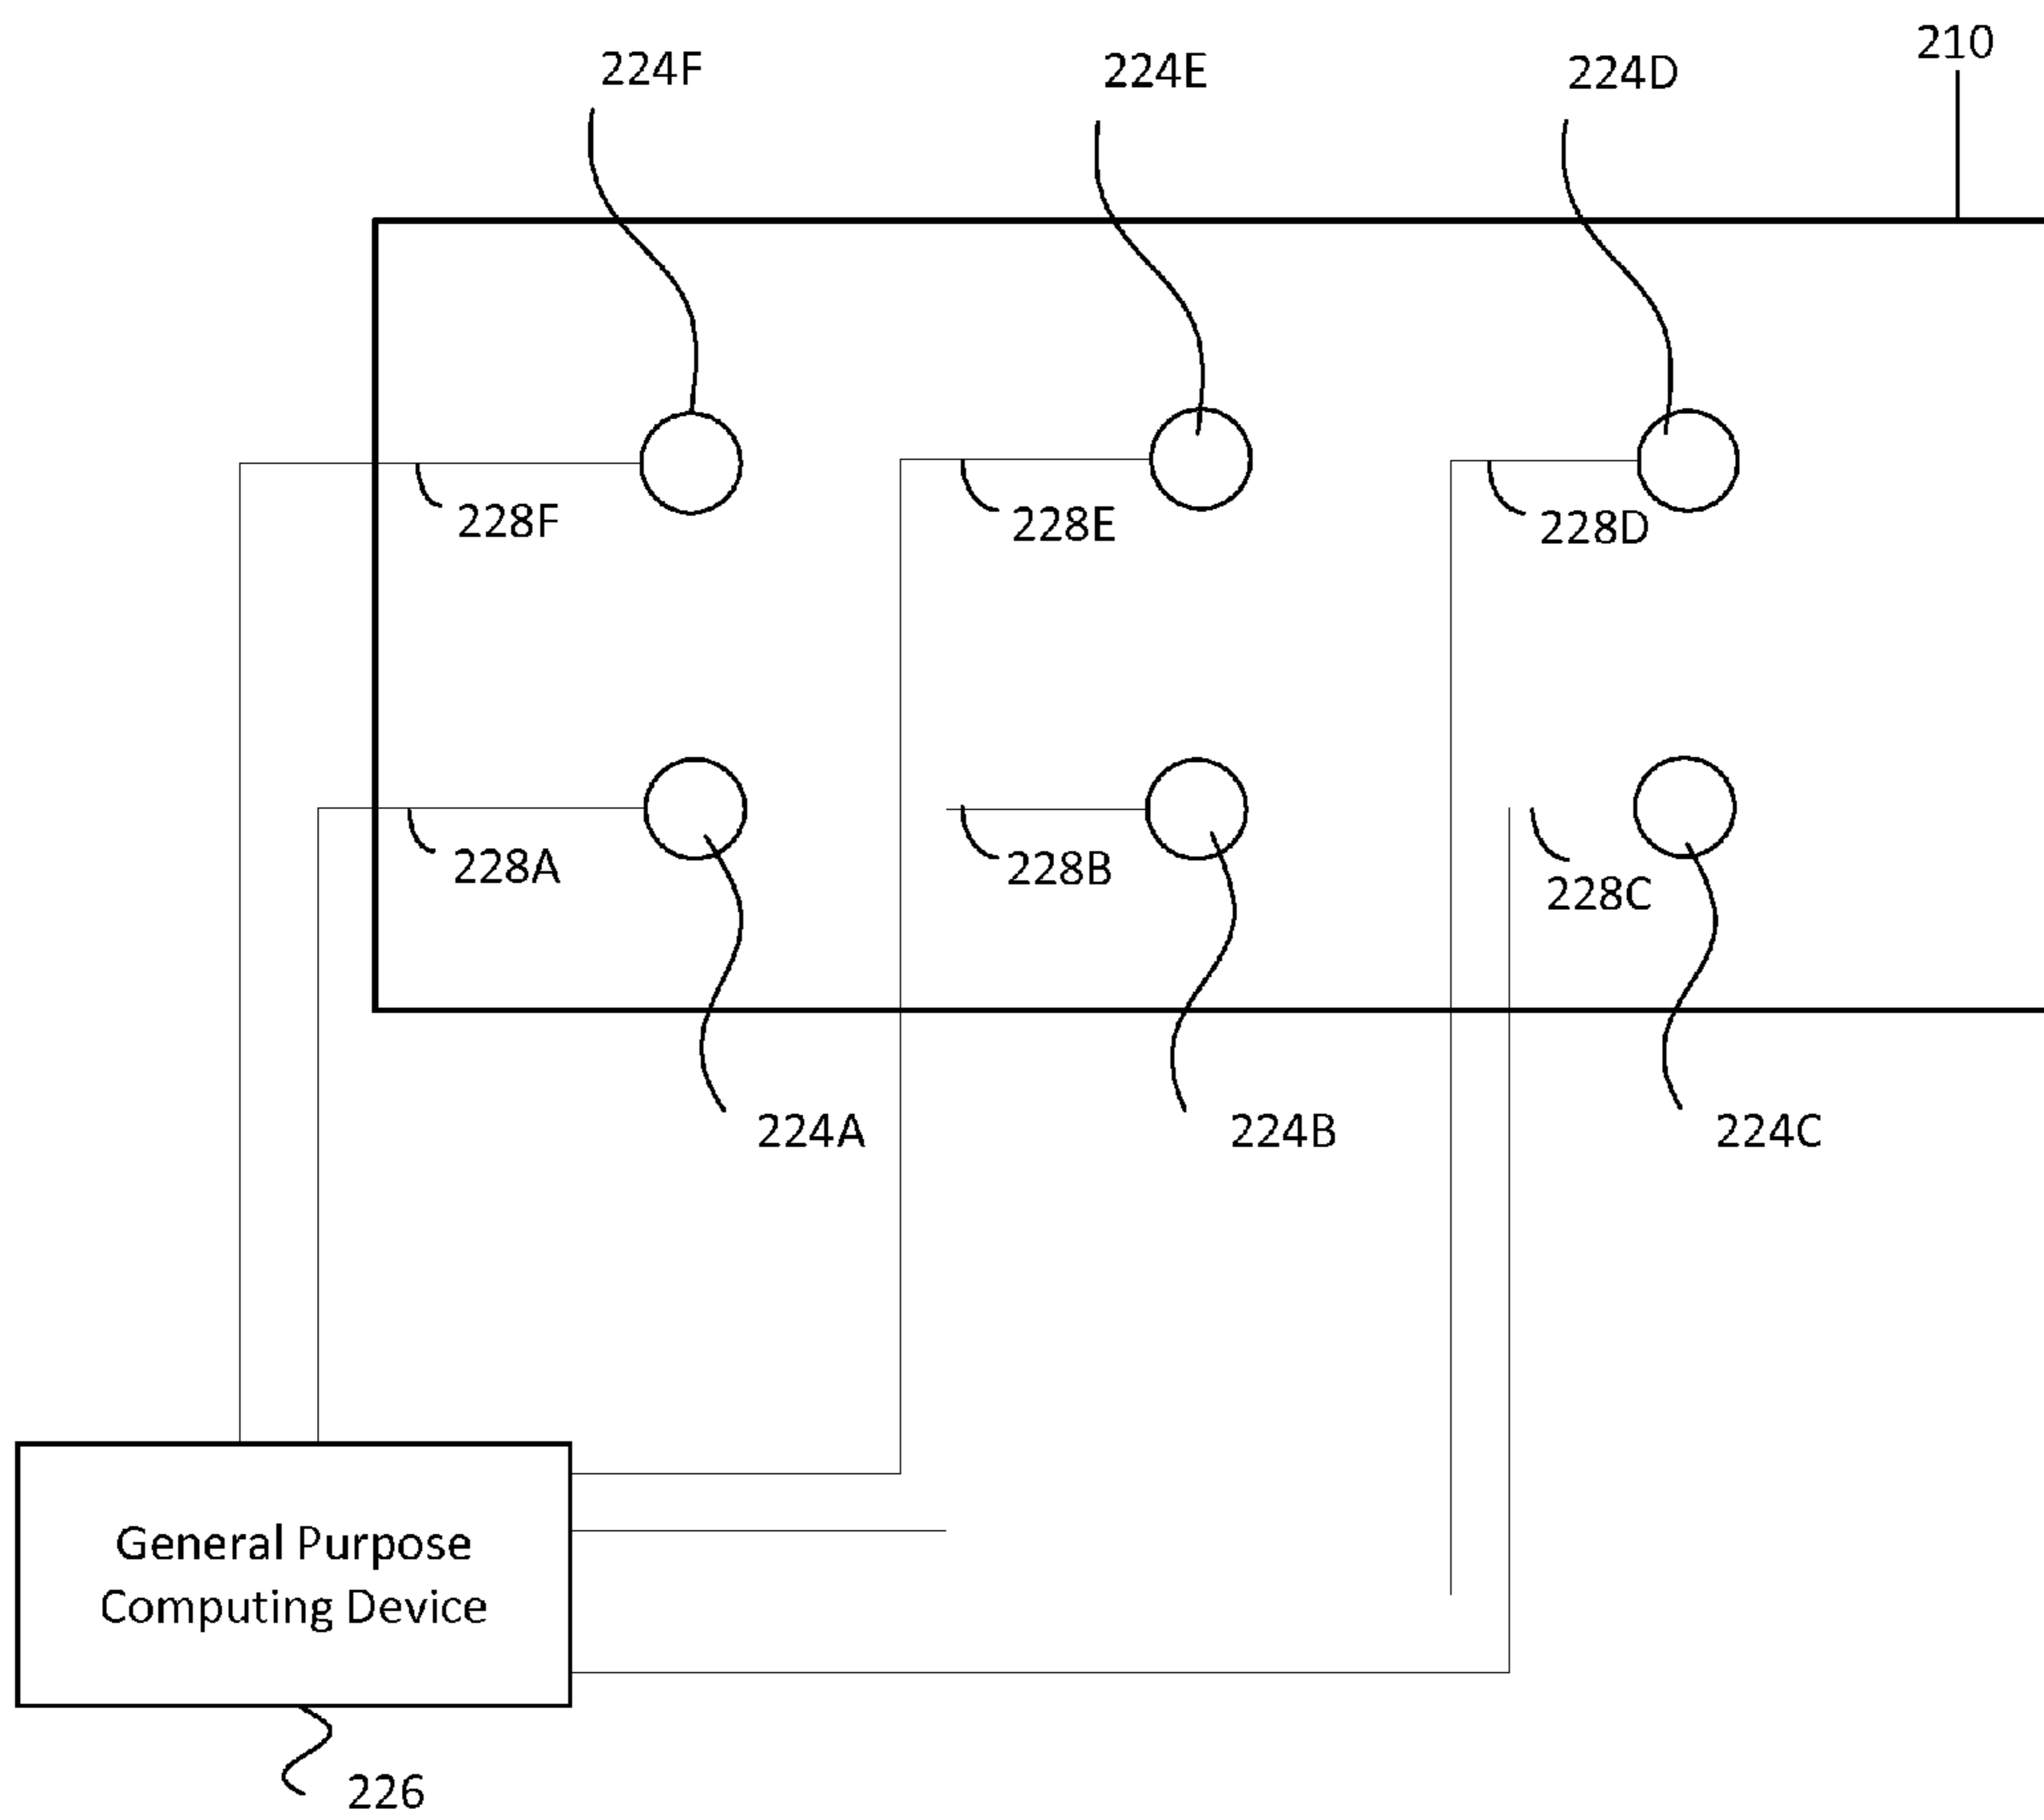 210
224F
224E
224D
228F
228E
228D
228A
228B
228C
224A
224B
224C
General Purpose
Computing Device
226